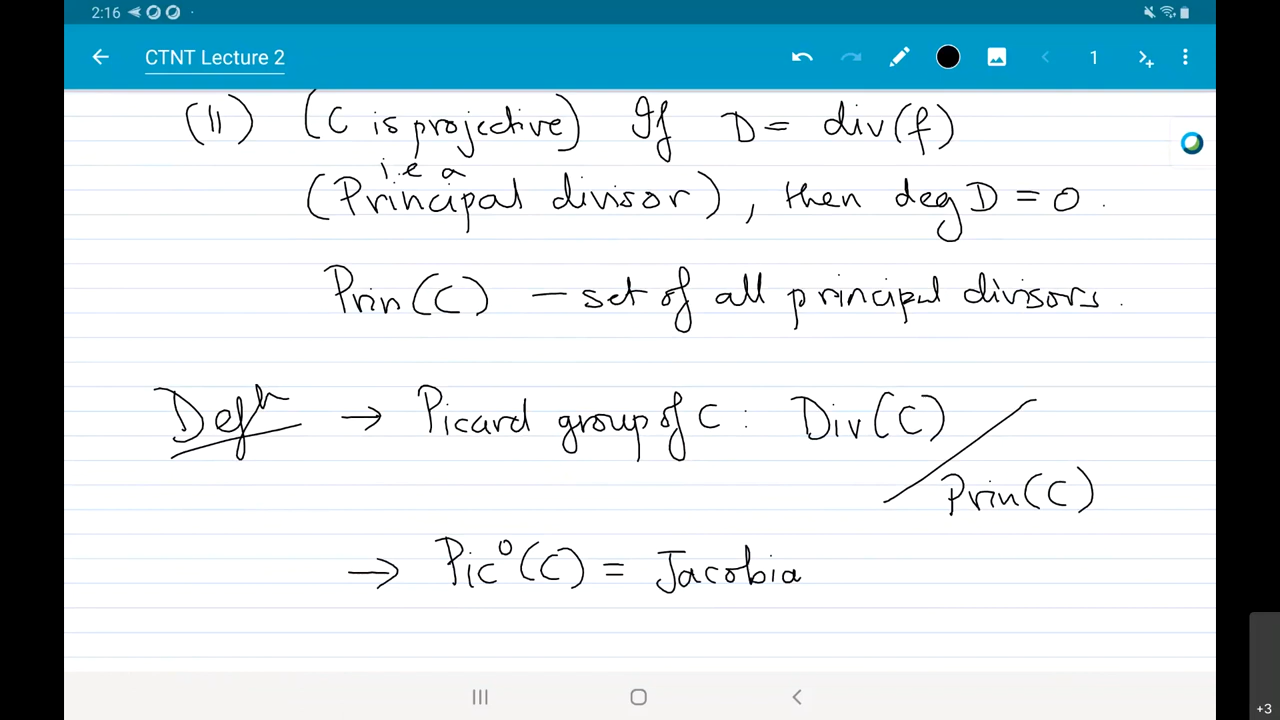 2:16
CTNT Lecture 2
1
(11) (C is projective) If D = div(f)
i.e a
(Principal divisor), then deg D = 0.
Prin(C) — set of all principal divisors.
Defn → Picard group of C: Div(C) / Prin(C)
→ Pic⁰(C) = Jacobia
+3